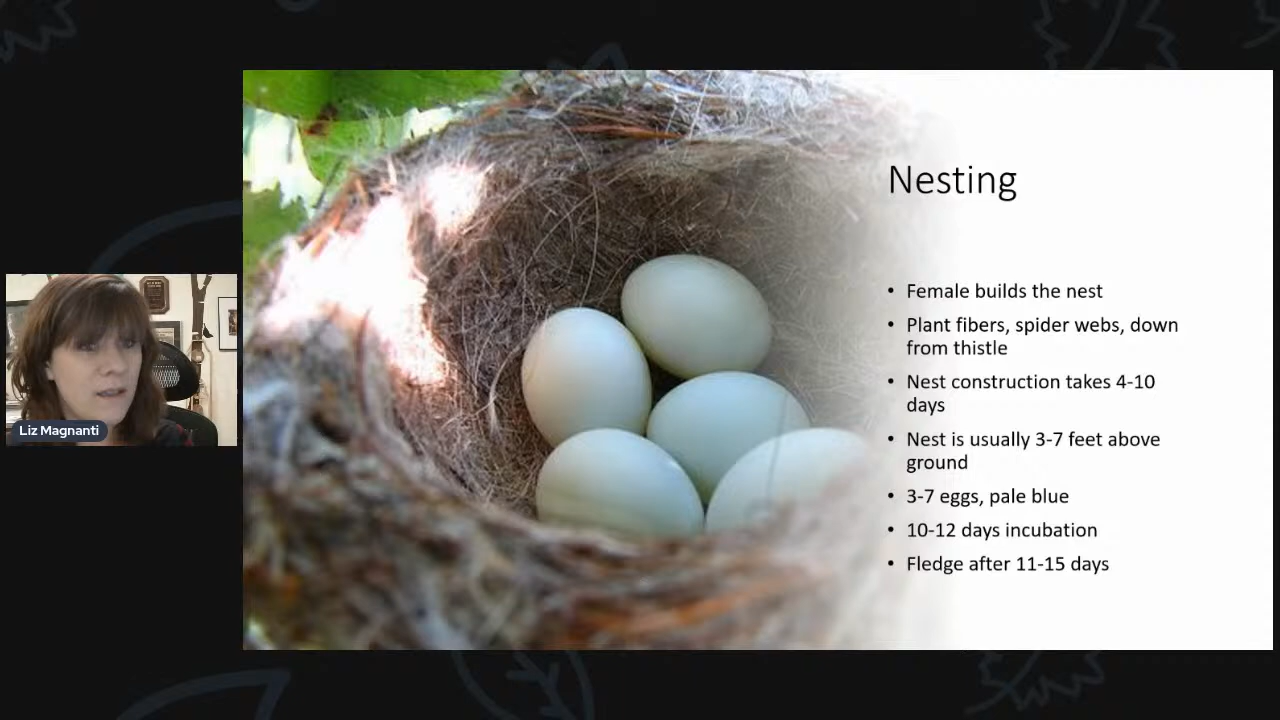 Nesting
• Female builds the nest
• Plant fibers, spider webs, down
from thistle
• Nest construction takes 4-10
days
• Nest is usually 3-7 feet above
ground
• 3-7 eggs, pale blue
• 10-12 days incubation
• Fledge after 11-15 days
Liz Magnanti